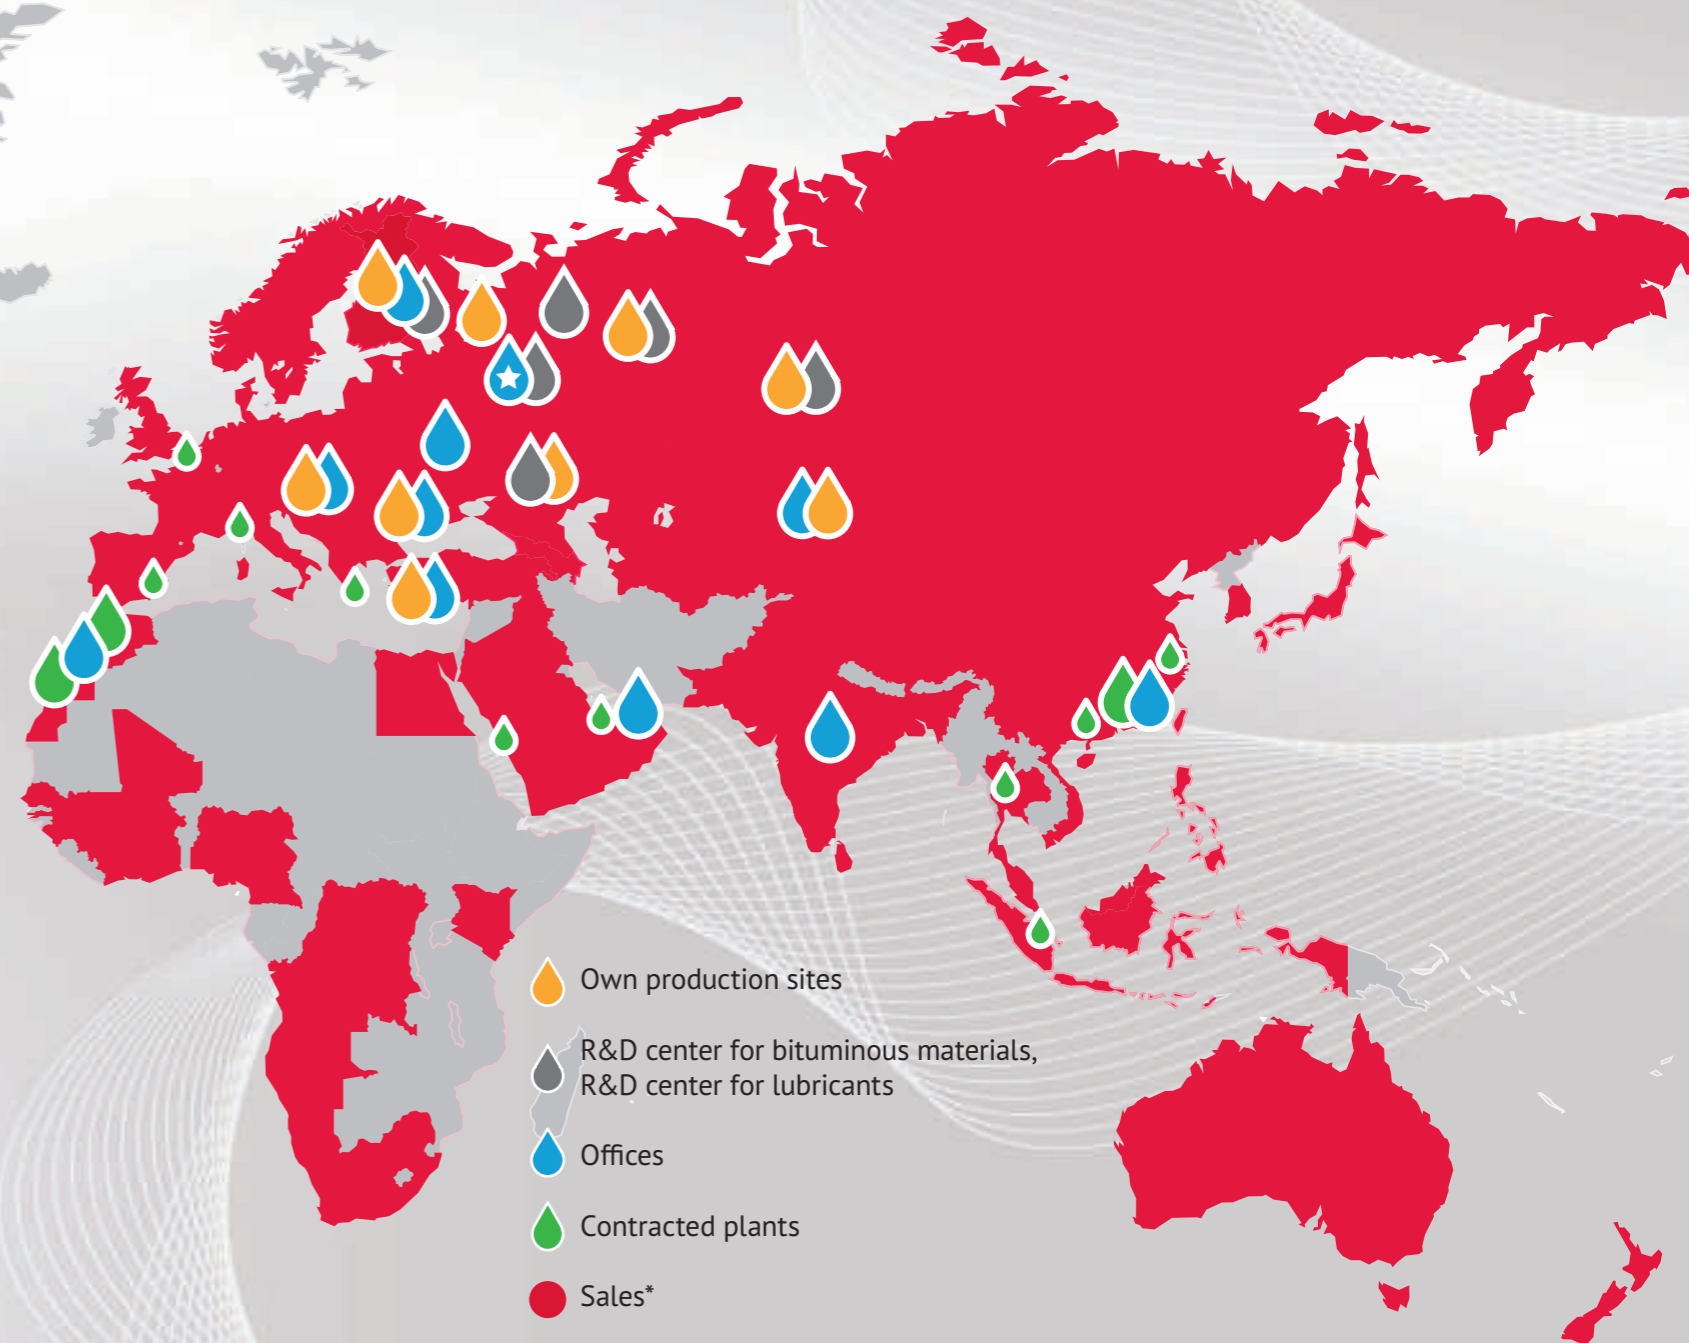 Own production sites
R&D center for bituminous materials,
R&D center for lubricants
Offices
Contracted plants
Sales*